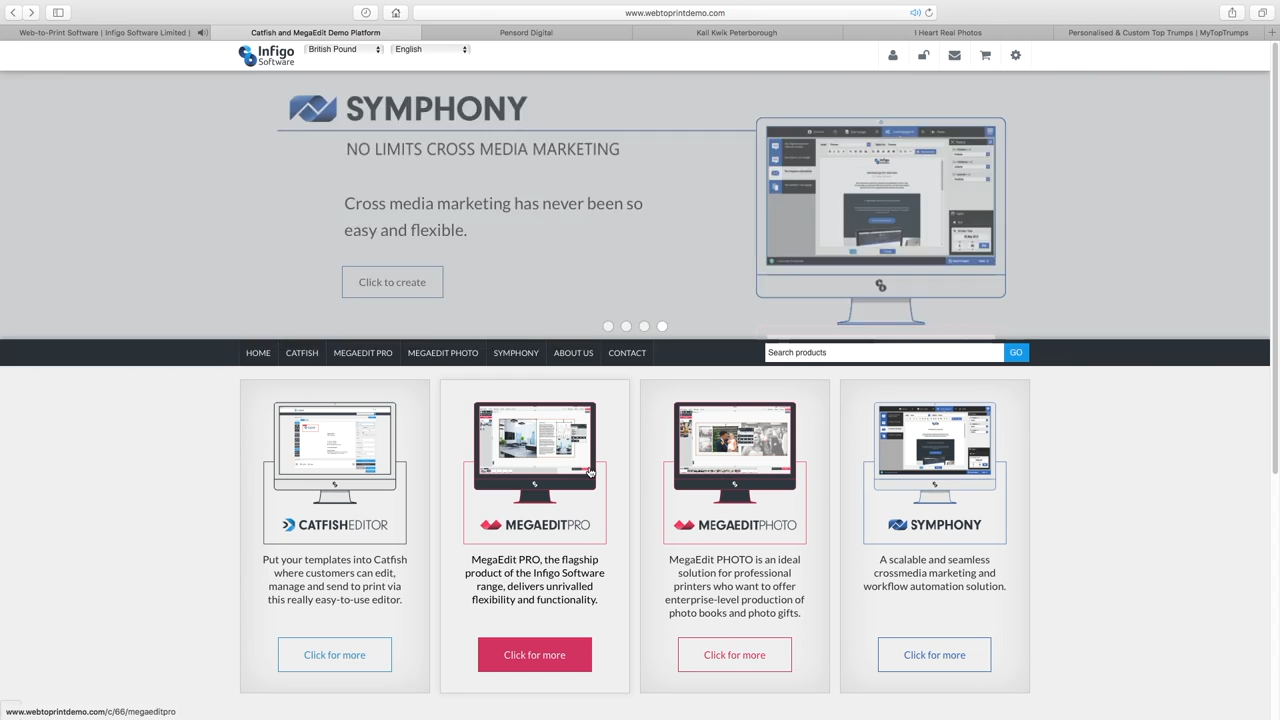 www.webtoprintdemo.com
Web-to-Print Software | Infigo Software Limited |
Catfish and MegaEdit Demo Platform
Pensord Digital
Kall Kwik Peterborough
I Heart Real Photos
Personalised & Custom Top Trumps | MyTopTrumps
Infigo
Software
British Pound
English
SYMPHONY
NO LIMITS CROSS MEDIA MARKETING
Cross media marketing has never been so
easy and flexible.
Click to create
HOME
CATFISH
MEGAEDIT PRO
MEGAEDIT PHOTO
SYMPHONY
ABOUT US
CONTACT
Search products
GO
CATFISHEDITOR
Put your templates into Catfish
where customers can edit,
manage and send to print via
this really easy-to-use editor.
Click for more
MEGAEDITPRO
MegaEdit PRO, the flagship
product of the Infigo Software
range, delivers unrivalled
flexibility and functionality.
Click for more
MEGAEDITPHOTO
MegaEdit PHOTO is an ideal
solution for professional
printers who want to offer
enterprise-level production of
photo books and photo gifts.
Click for more
SYMPHONY
A scalable and seamless
crossmedia marketing and
workflow automation solution.
Click for more
www.webtoprintdemo.com/c/66/megaeditpro